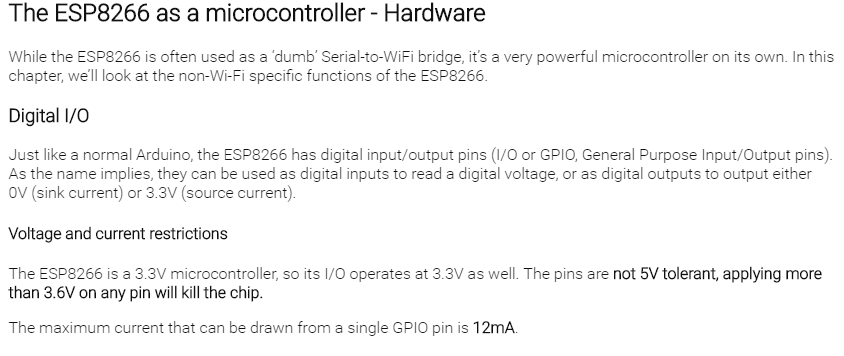 The ESP8266 as a microcontroller - Hardware
While the ESP8266 is often used as a 'dumb' Serial-to-WiFi bridge, it's a very powerful microcontroller on its own. In this
chapter, we'll look at the non-Wi-Fi specific functions of the ESP8266.
Digital I/O
Just like a normal Arduino, the ESP8266 has digital input/output pins (I/O or GPIO, General Purpose Input/Output pins).
As the name implies, they can be used as digital inputs to read a digital voltage, or as digital outputs to output either
0V (sink current) or 3.3V (source current).
Voltage and current restrictions
The ESP8266 is a 3.3V microcontroller, so its I/O operates at 3.3V as well. The pins are not 5V tolerant, applying more
than 3.6V on any pin will kill the chip.
The maximum current that can be drawn from a single GPIO pin is 12mA.